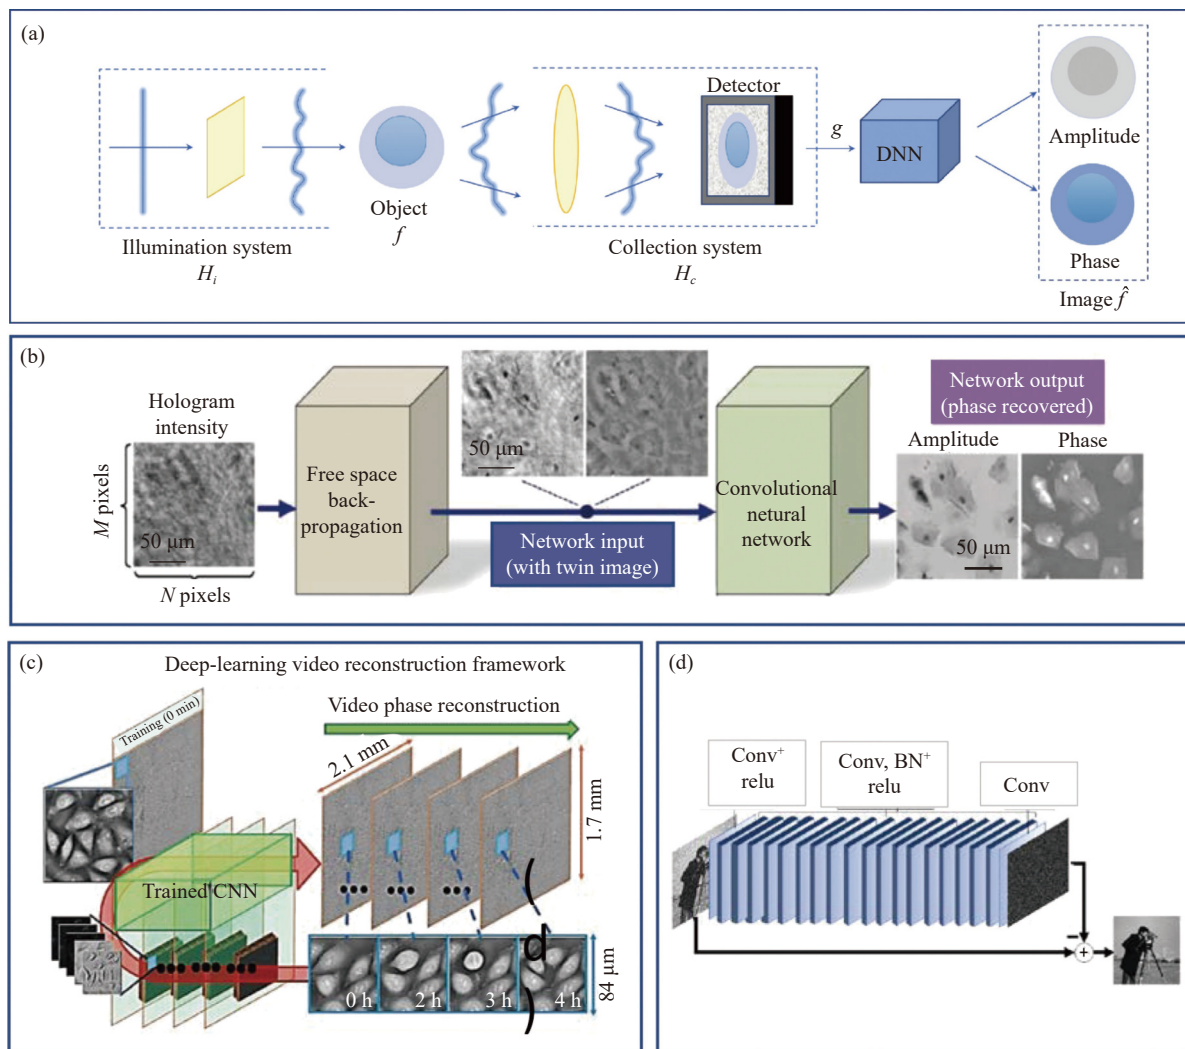 (a)
Detector
g
DNN
Amplitude
Object
f
Illumination system
H_i
Collection system
H_c
Phase
Image f̂
(b)
Hologram
intensity
M pixels
50 μm
N pixels
Free space
back-
propagation
50 μm
Network input
(with twin image)
Convolutional
netural
network
Network output
(phase recovered)
Amplitude
Phase
50 μm
(c)
Deep-learning video reconstruction framework
Training (0 min)
Video phase reconstruction
2.1 mm
1.7 mm
Trained CNN
(
d
)
0 h
2 h
3 h
4 h
84 μm
(d)
Conv⁺
relu
Conv, BN⁺
relu
Conv
−
+